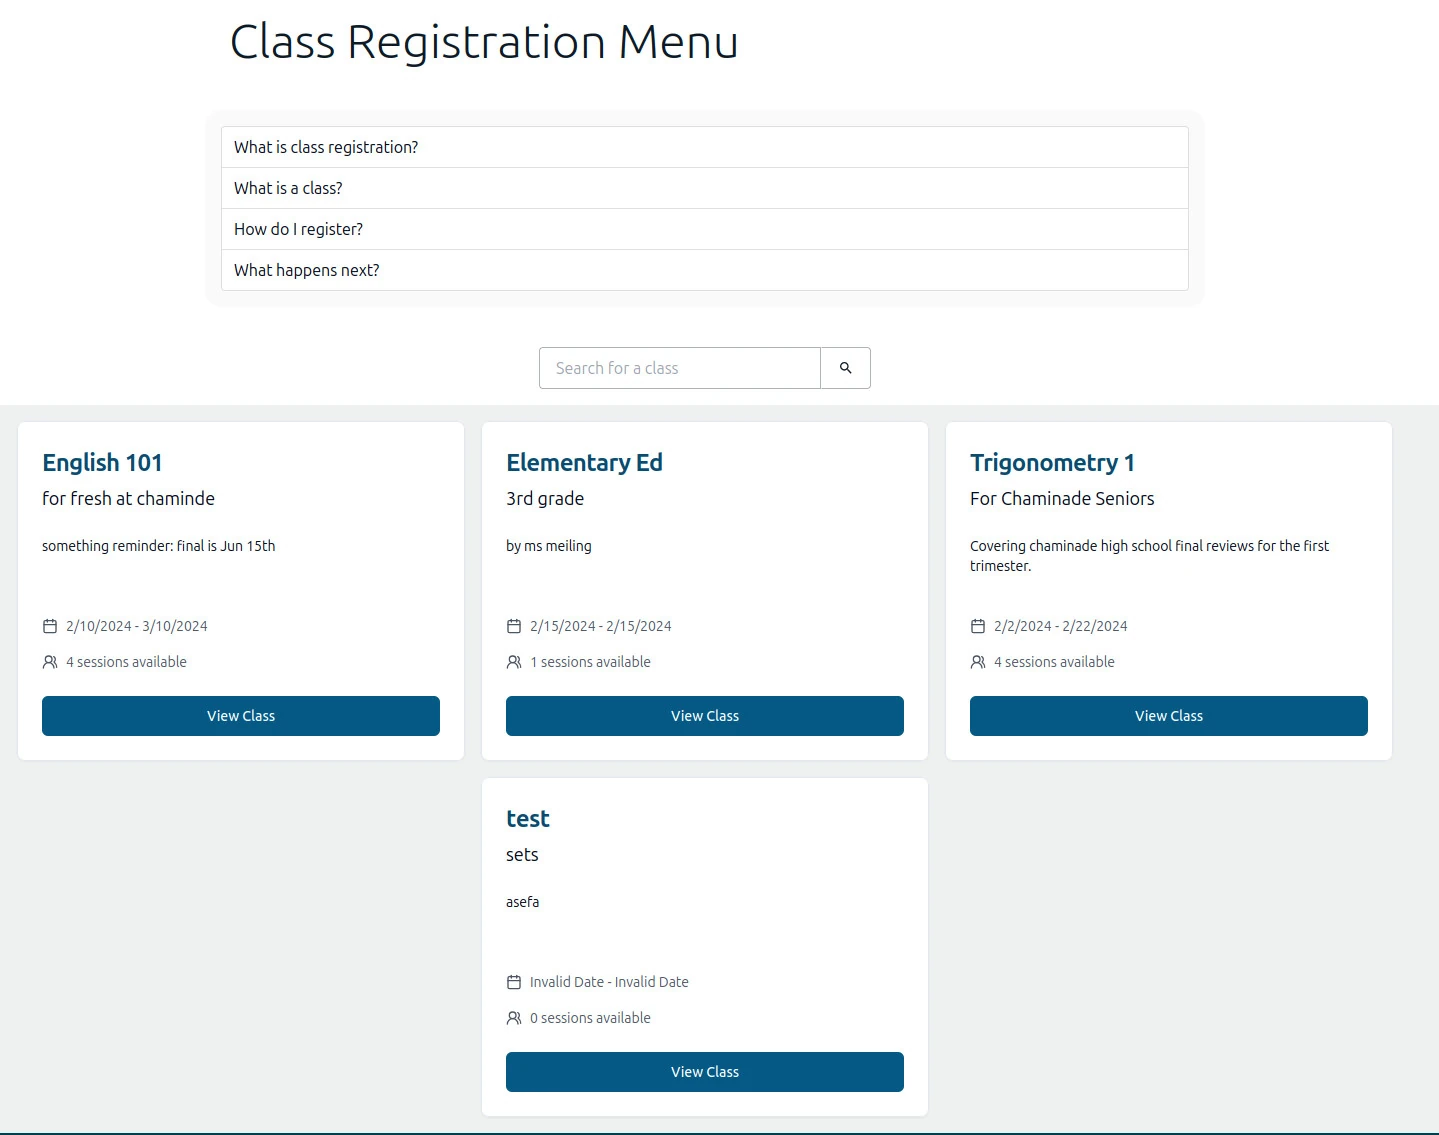 Class Registration Menu
What is class registration?
What is a class?
How do I register?
What happens next?
Search for a class
English 101
for fresh at chaminde
something reminder: final is Jun 15th
2/10/2024 - 3/10/2024
4 sessions available
View Class
Elementary Ed
3rd grade
by ms meiling
2/15/2024 - 2/15/2024
1 sessions available
View Class
Trigonometry 1
For Chaminade Seniors
Covering chaminade high school final reviews for the first
trimester.
2/2/2024 - 2/22/2024
4 sessions available
View Class
test
sets
asefa
Invalid Date - Invalid Date
0 sessions available
View Class